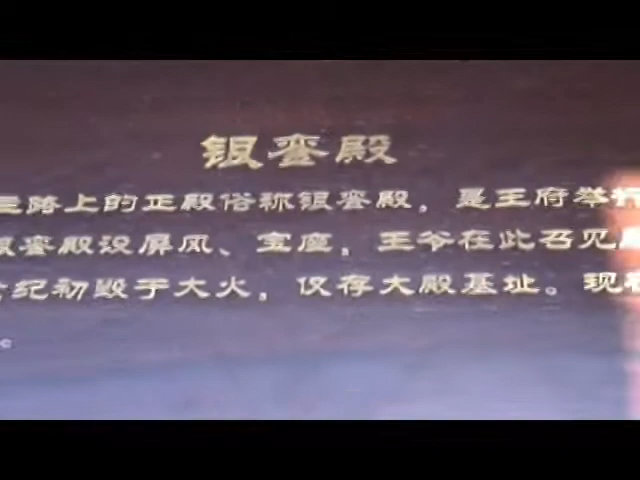 银銮殿
路上的正殿俗称银銮殿，是王府举行
银銮殿设屏风、宝座，王爷在此召见
世纪初毁于大火，仅存大殿基址。现
。